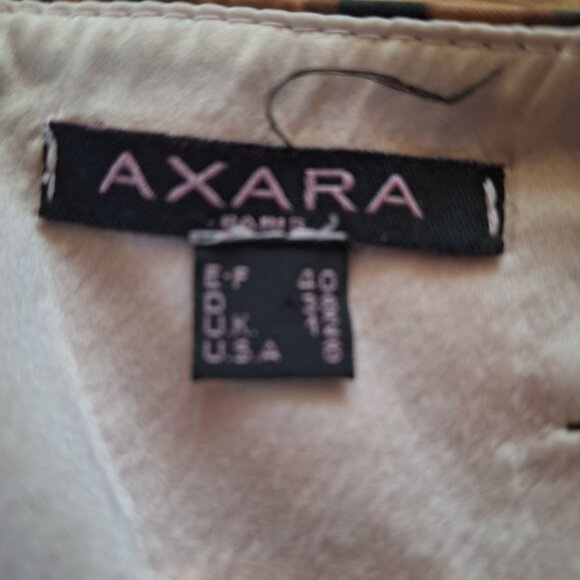 AXARA
PARIS
E-F 40
D 38
U.K. 12
U.S.A 8